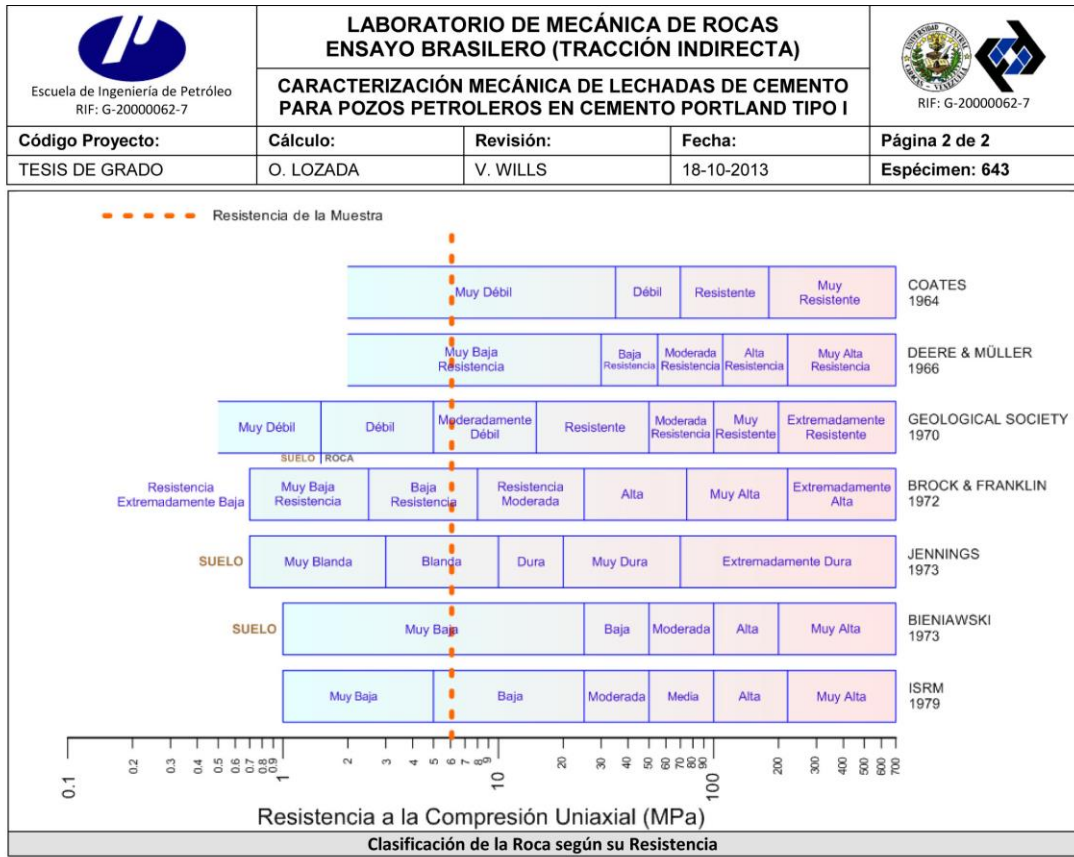 LABORATORIO DE MECÁNICA DE ROCAS
ENSAYO BRASILERO (TRACCIÓN INDIRECTA)
CARACTERIZACIÓN MECÁNICA DE LECHADAS DE CEMENTO
PARA POZOS PETROLEROS EN CEMENTO PORTLAND TIPO I
Escuela de Ingeniería de Petróleo
RIF: G-20000062-7
RIF: G-20000062-7
Código Proyecto: Cálculo: Revisión: Fecha: Página 2 de 2
TESIS DE GRADO O. LOZADA V. WILLS 18-10-2013 Espécimen: 643
Resistencia de la Muestra
Muy Débil Débil Resistente Muy Resistente COATES 1964
Muy Baja Resistencia Baja Resistencia Moderada Resistencia Alta Resistencia Muy Alta Resistencia DEERE & MÜLLER 1966
Muy Débil Débil Moderadamente Débil Resistente Moderada Resistencia Muy Resistente Extremadamente Resistente GEOLOGICAL SOCIETY 1970
SUELO ROCA
Resistencia Extremadamente Baja Muy Baja Resistencia Baja Resistencia Resistencia Moderada Alta Muy Alta Extremadamente Alta BROCK & FRANKLIN 1972
SUELO Muy Blanda Blanda Dura Muy Dura Extremadamente Dura JENNINGS 1973
SUELO Muy Baja Baja Moderada Alta Muy Alta BIENIAWSKI 1973
Muy Baja Baja Moderada Media Alta Muy Alta ISRM 1979
0.1 0.2 0.3 0.4 0.5 0.6 0.7 0.8 0.9 1 2 3 4 5 6 7 8 9 10 20 30 40 50 60 70 80 90 100 200 300 400 500 600 700
Resistencia a la Compresión Uniaxial (MPa)
Clasificación de la Roca según su Resistencia